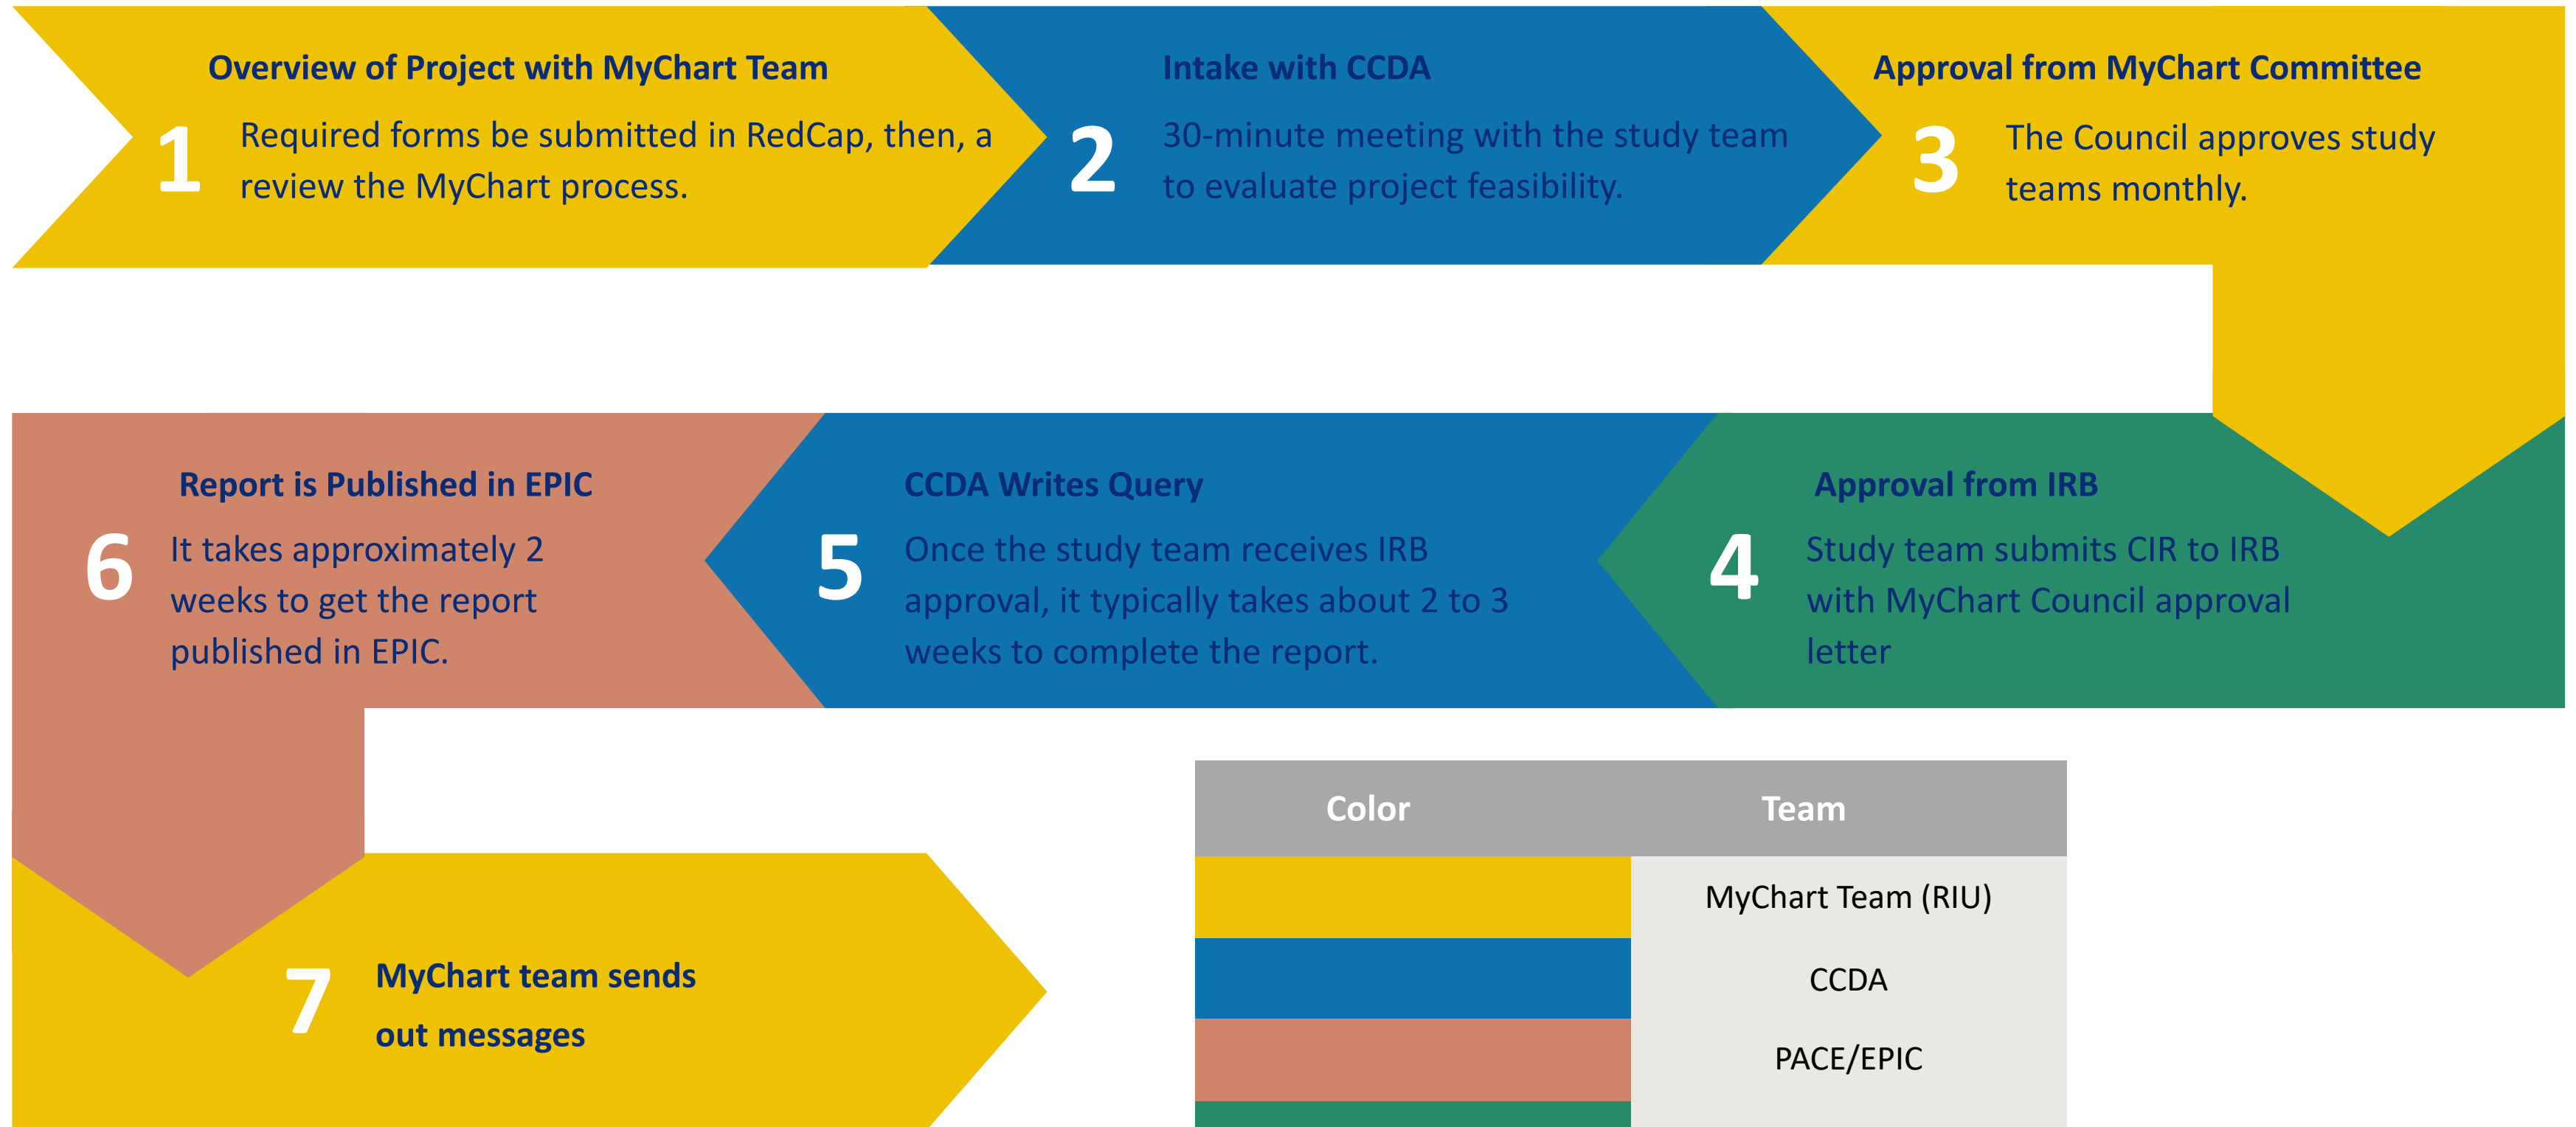 Overview of Project with MyChart Team
1
Required forms be submitted in RedCap, then, a
review the MyChart process.
Intake with CCDA
2
30-minute meeting with the study team
to evaluate project feasibility.
Approval from MyChart Committee
3
The Council approves study
teams monthly.
Approval from IRB
4
Study team submits CIR to IRB
with MyChart Council approval
letter
CCDA Writes Query
5
Once the study team receives IRB
approval, it typically takes about 2 to 3
weeks to complete the report.
Report is Published in EPIC
6
It takes approximately 2
weeks to get the report
published in EPIC.
7
MyChart team sends
out messages
Color Team
MyChart Team (RIU)
CCDA
PACE/EPIC